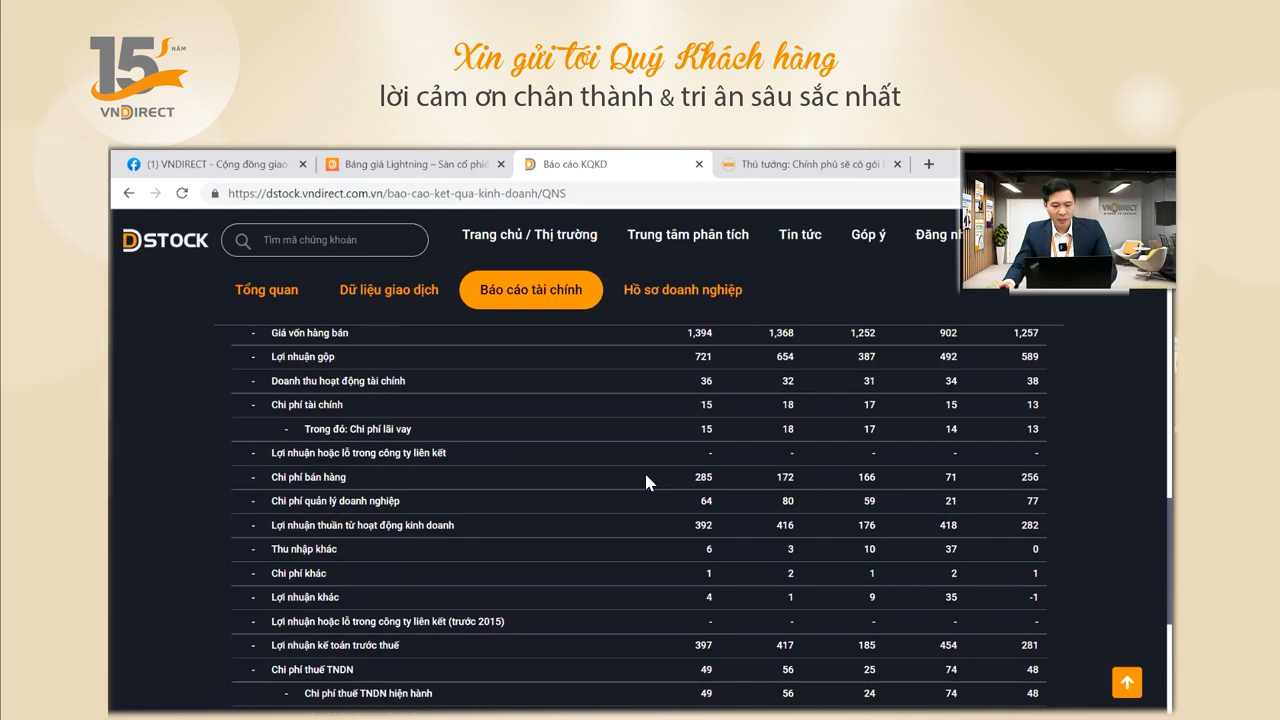 15 NĂM
VNDIRECT
Xin gửi tới Quý Khách hàng
lời cảm ơn chân thành & tri ân sâu sắc nhất
(1) VNDIRECT - Cộng đồng giao
Bảng giá Lightning – Sàn cổ phiế
Báo cáo KQKD
Thủ tướng: Chính phủ sẽ có gói
https://dstock.vndirect.com.vn/bao-cao-ket-qua-kinh-doanh/QNS
DSTOCK
Tìm mã chứng khoán
Trang chủ / Thị trường Trung tâm phân tích Tin tức Góp ý Đăng nh
VNDIRECT
Tổng quan Dữ liệu giao dịch Báo cáo tài chính Hồ sơ doanh nghiệp
- Giá vốn hàng bán 1,394 1,368 1,252 902 1,257
- Lợi nhuận gộp 721 654 387 492 589
- Doanh thu hoạt động tài chính 36 32 31 34 38
- Chi phí tài chính 15 18 17 15 13
- Trong đó: Chi phí lãi vay 15 18 17 14 13
- Lợi nhuận hoặc lỗ trong công ty liên kết - - - - -
- Chi phí bán hàng 285 172 166 71 256
- Chi phí quản lý doanh nghiệp 64 80 59 21 77
- Lợi nhuận thuần từ hoạt động kinh doanh 392 416 176 418 282
- Thu nhập khác 6 3 10 37 0
- Chi phí khác 1 2 1 2 1
- Lợi nhuận khác 4 1 9 35 -1
- Lợi nhuận hoặc lỗ trong công ty liên kết (trước 2015) - - - - -
- Lợi nhuận kế toán trước thuế 397 417 185 454 281
- Chi phí thuế TNDN 49 56 25 74 48
- Chi phí thuế TNDN hiện hành 49 56 24 74 48